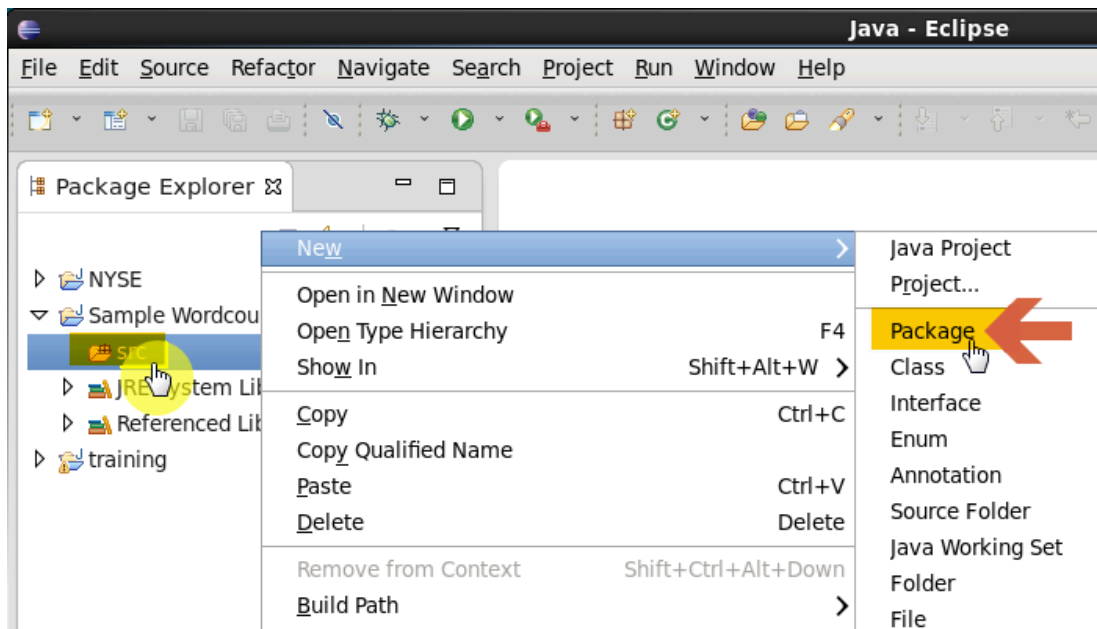 Java - Eclipse
File Edit Source Refactor Navigate Search Project Run Window Help
Package Explorer
NYSE
Sample Wordcou
src
JRE System Lib
Referenced Lib
training
New
Open in New Window
Open Type Hierarchy F4
Show In Shift+Alt+W
Copy Ctrl+C
Copy Qualified Name
Paste Ctrl+V
Delete Delete
Remove from Context Shift+Ctrl+Alt+Down
Build Path
Java Project
Project...
Package
Class
Interface
Enum
Annotation
Source Folder
Java Working Set
Folder
File